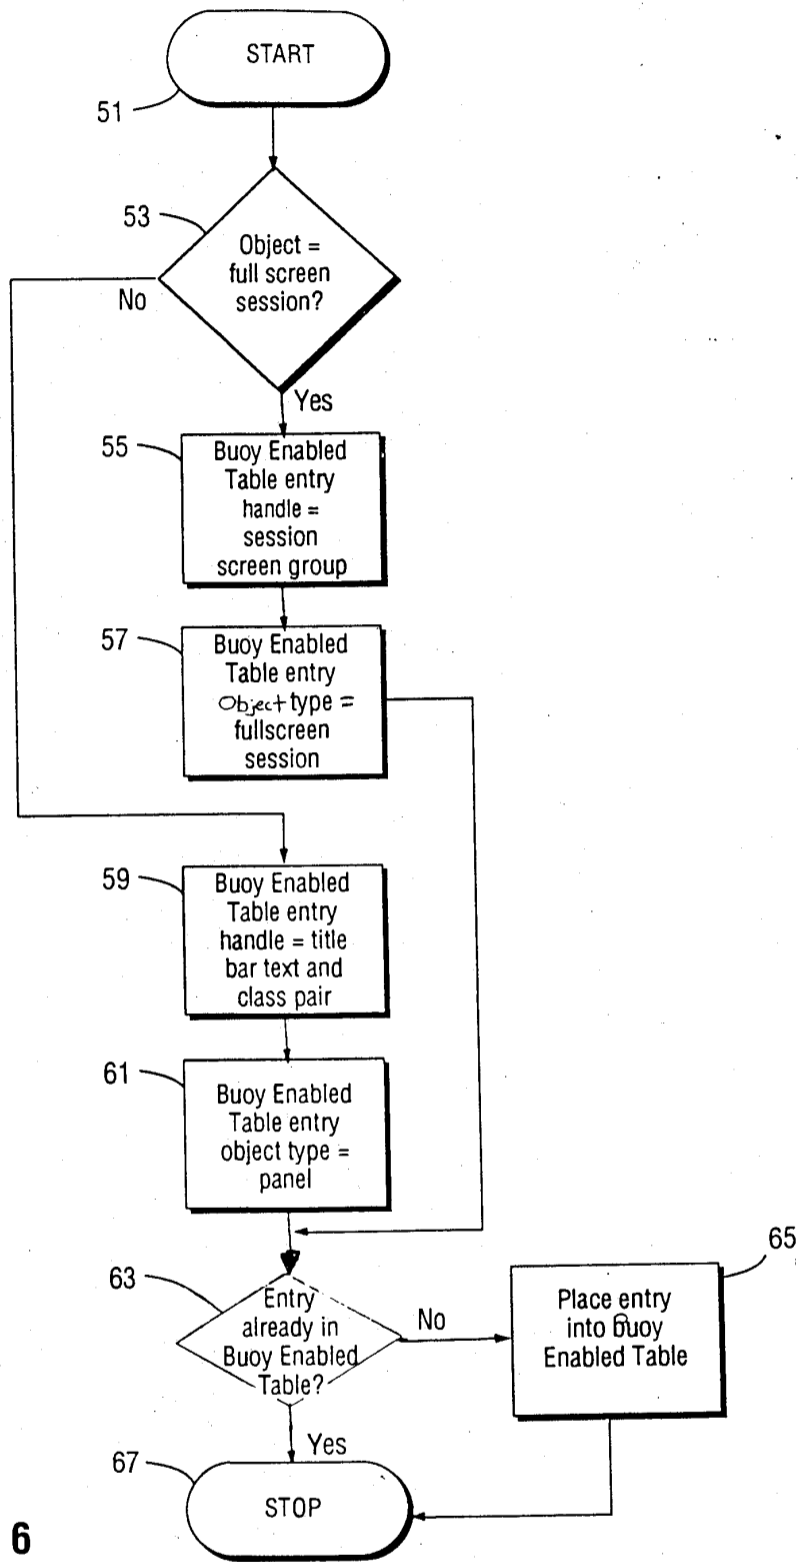 START
51
53
Object =
full screen
session?
No
Yes
55
Buoy Enabled
Table entry
handle =
session
screen group
57
Buoy Enabled
Table entry
Object type =
fullscreen
session
59
Buoy Enabled
Table entry
handle = title
bar text and
class pair
61
Buoy Enabled
Table entry
object type =
panel
63
Entry
already in
Buoy Enabled
Table?
No
65
Place entry
into Buoy
Enabled Table
Yes
67
STOP
6